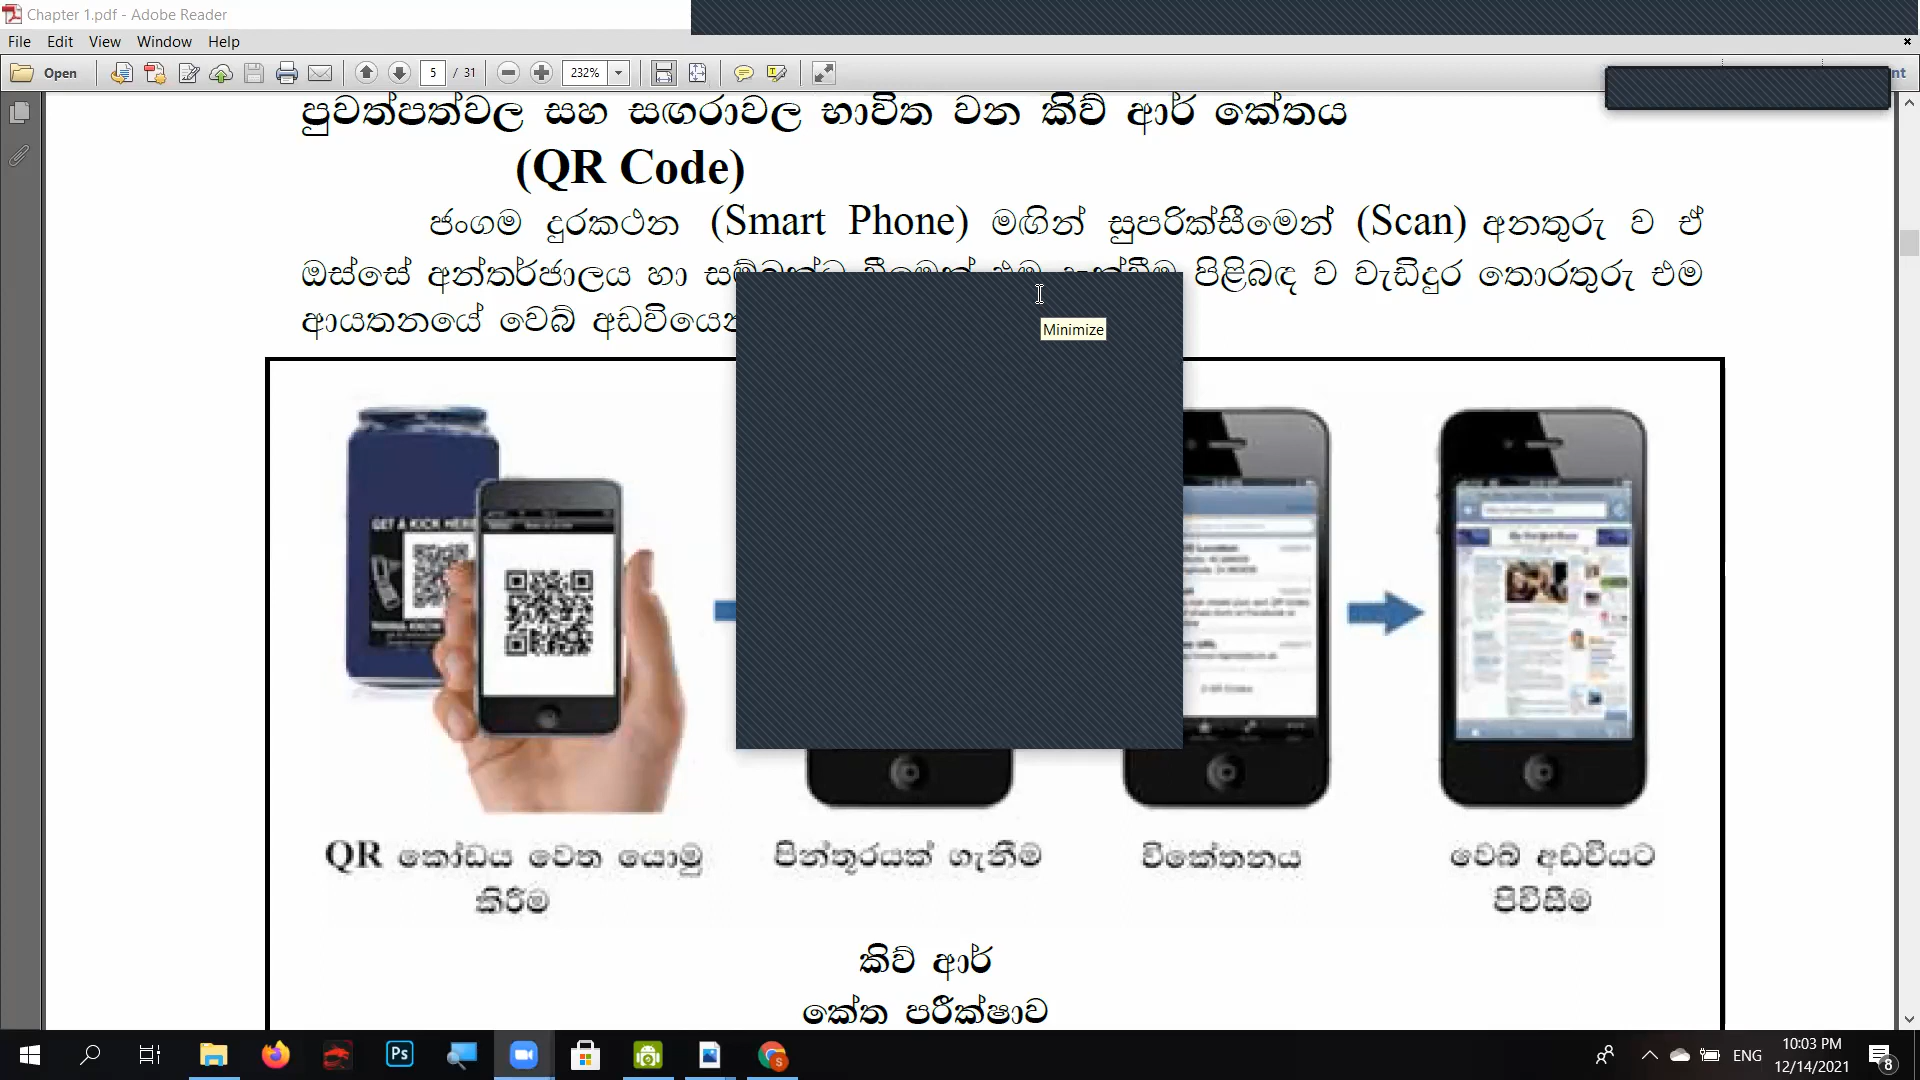 Chapter 1.pdf - Adobe Reader
File Edit View Window Help
Open 5 / 31 232%
පුවත්පත්වල සහ සඟරාවල භාවිත වන කිව් ආර් කේතය
(QR Code)
ජංගම දුරකථන (Smart Phone) මඟින් සුපරික්සීමෙන් (Scan) අනතුරු ව ඒ
ඔස්සේ අන්තර්ජාලය හා පිළිබඳ ව වැඩිදුර තොරතුරු එම
ආයතනයේ වෙබ්
Minimize
GET A KICK HERE
QR කෝඩය වෙත යොමු
කිරීම
පින්තූරයක් ගැනීම
විකේතනය
වෙබ් අඩවියට
පිවිසීම
කිව් ආර්
කේත පරීක්ෂාව
Ps
ENG
10:03 PM
12/14/2021
8